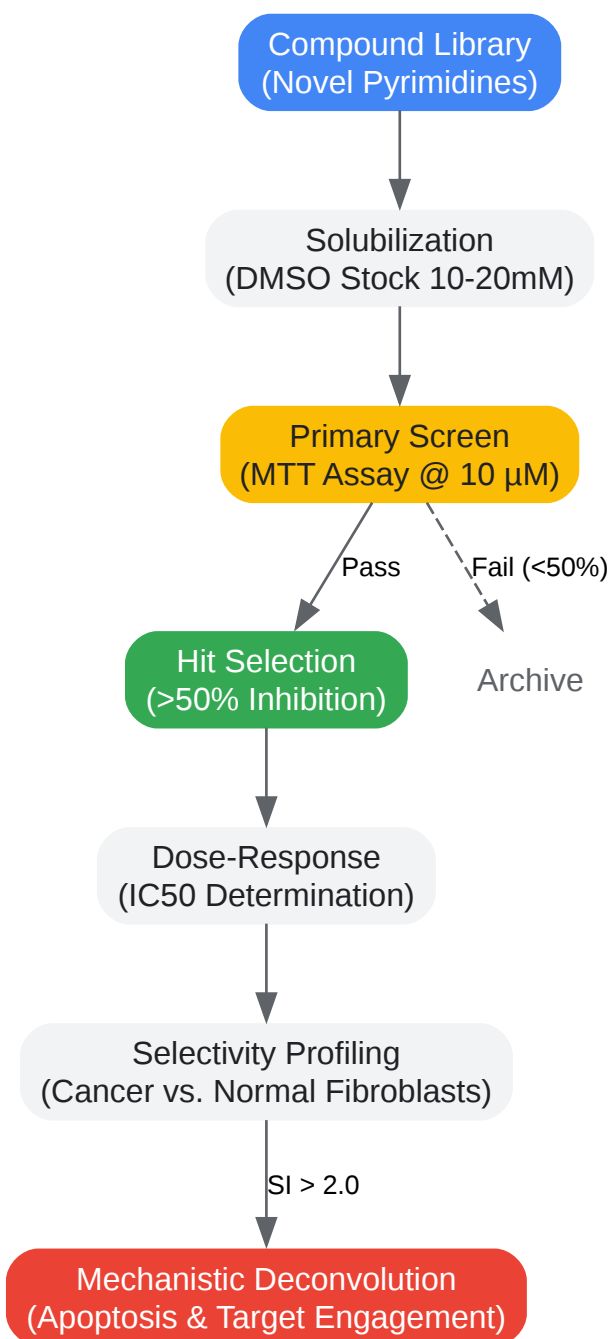 Compound Library
(Novel Pyrimidines)
Solubilization
(DMSO Stock 10-20mM)
Primary Screen
(MTT Assay @ 10 µM)
Pass
Fail (<50%)
Hit Selection
(>50% Inhibition)
Archive
Dose-Response
(IC50 Determination)
Selectivity Profiling
(Cancer vs. Normal Fibroblasts)
SI > 2.0
Mechanistic Deconvolution
(Apoptosis & Target Engagement)